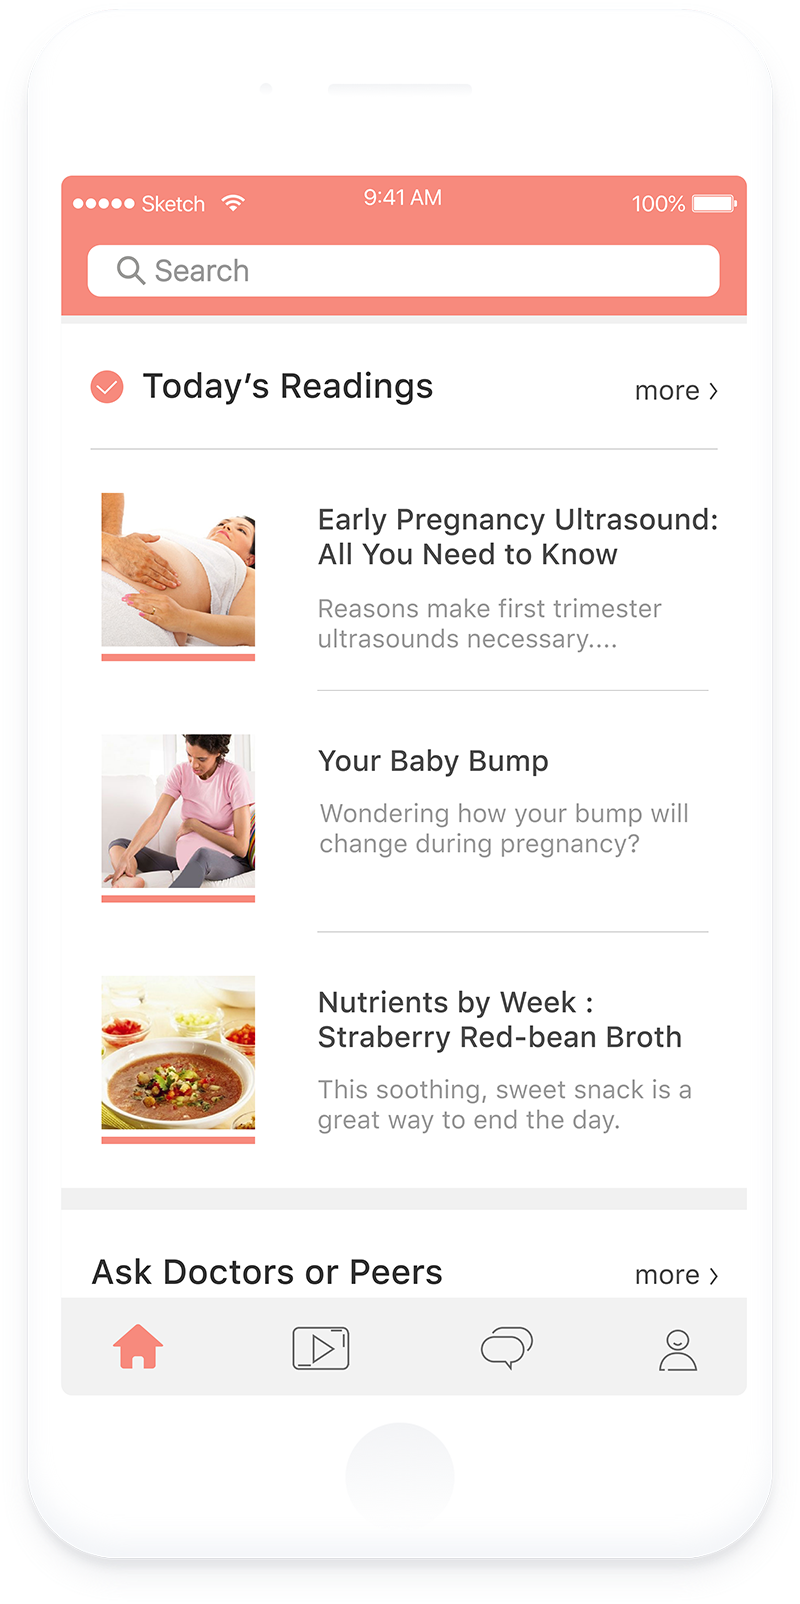 Sketch
9:41 AM
100%
Search
Today's Readings
more ›
Early Pregnancy Ultrasound:
All You Need to Know
Reasons make first trimester
ultrasounds necessary....
Your Baby Bump
Wondering how your bump will
change during pregnancy?
Nutrients by Week :
Straberry Red-bean Broth
This soothing, sweet snack is a
great way to end the day.
Ask Doctors or Peers
more ›